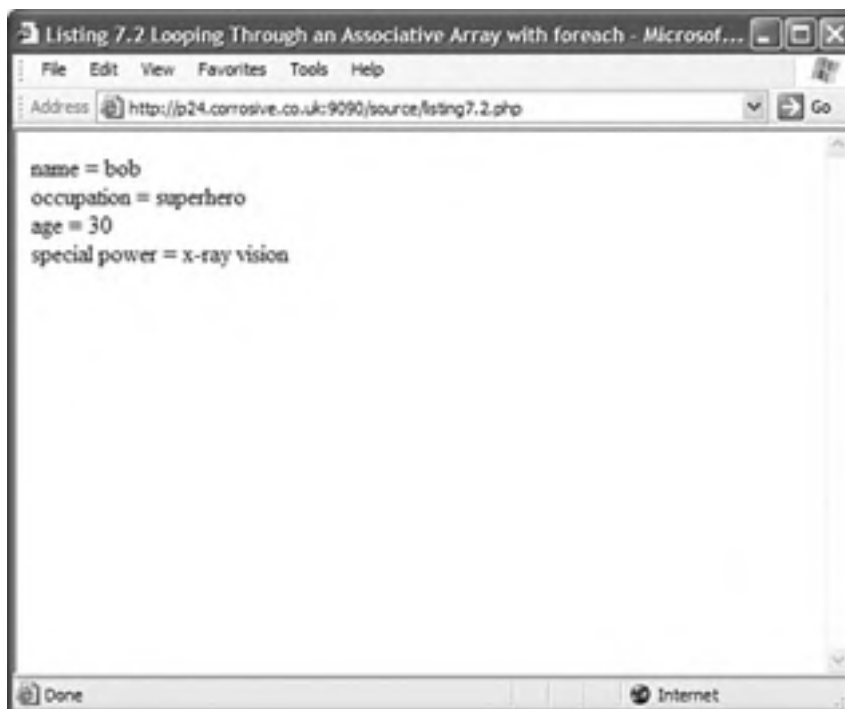 Listing 7.2 Looping Through an Associative Array with foreach - Microsof...
File Edit View Favorites Tools Help
Address http://p24.corrosive.co.uk:9090/source/listing7.2.php Go
name = bob
occupation = superhero
age = 30
special power = x-ray vision
Done Internet